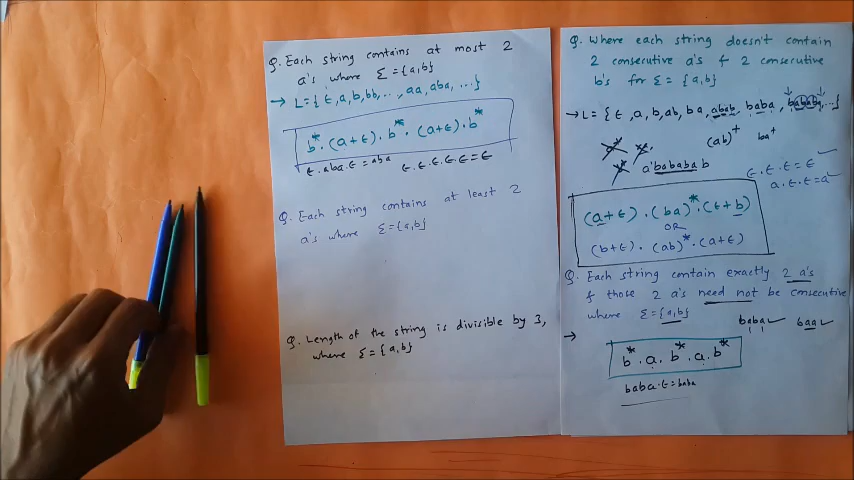 Q. Each string contains at most 2
a's where Σ = {a,b}
→ L = {ε, a, b, bb, ..., aa, aba, ...}
b* . (a+ε) . b* . (a+ε) . b*
ε . aba . ε = aba ε . ε . ε . ε . ε = ε
Q. Each string contains at least 2
a's where Σ = {a,b}
Q. Length of the string is divisible by 3,
where Σ = {a,b}
Q. Where each string doesn't contain
2 consecutive a's & 2 consecutive
b's for Σ = {a,b}
→ L = {ε, a, b, ab, ba, abab, baba, babab, ...}
(ab)⁺ ba⁺
a bababa b
ε . ε . ε = ε ✓
a . ε . ε = a ✓
(a+ε) . (ba)* . (ε+b)
OR
(b+ε) . (ab)* . (a+ε)
Q. Each string contain exactly 2 a's
& those 2 a's need not be consecutive
where Σ = {a,b}
baba ✓ baa ✓
→
b* . a . b* . a . b*
baba . ε = baba